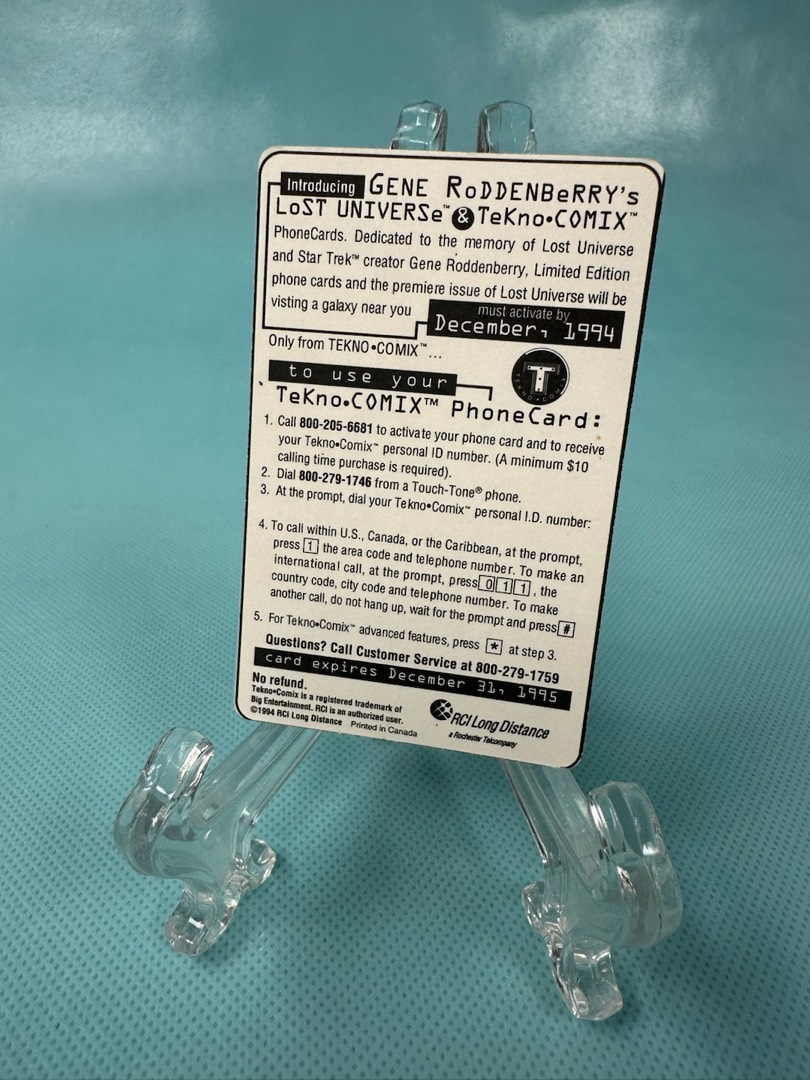 Introducing GENE RoDDENBeRRY's
LoST UNIVERSe™ & TeKno•COMIX™
PhoneCards. Dedicated to the memory of Lost Universe
and Star Trek™ creator Gene Roddenberry, Limited Edition
phone cards and the premiere issue of Lost Universe will be
visting a galaxy near you
must activate by
December, 1994
Only from TEKNO•COMIX™...
T
to use your
TeKno•COMIX™ PhoneCard:
1. Call 800-205-6681 to activate your phone card and to receive
your Tekno•Comix™ personal ID number. (A minimum $10
calling time purchase is required).
2. Dial 800-279-1746 from a Touch-Tone® phone.
3. At the prompt, dial your Tekno•Comix™ personal I.D. number:
4. To call within U.S., Canada, or the Caribbean, at the prompt,
press 1 the area code and telephone number. To make an
international call, at the prompt, press 0 1 1, the
country code, city code and telephone number. To make
another call, do not hang up, wait for the prompt and press #
5. For Tekno•Comix™ advanced features, press * at step 3.
Questions? Call Customer Service at 800-279-1759
card expires December 31, 1995
No refund.
Tekno•Comix is a registered trademark of
Big Entertainment. RCI is an authorized user.
©1994 RCI Long Distance Printed in Canada
RCI Long Distance
a Rochester Tel company